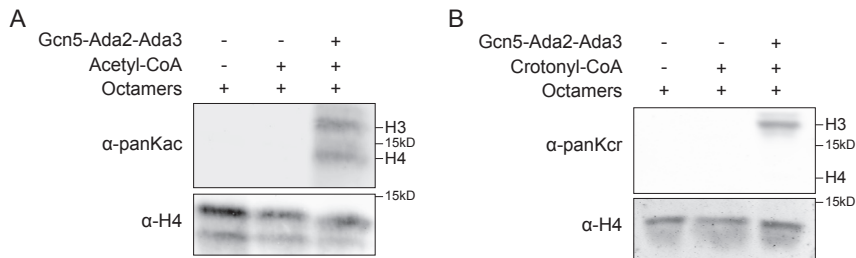 A
Gcn5-Ada2-Ada3 - - +
Acetyl-CoA - + +
Octamers + + +
α-panKac
H3
15kD
H4
15kD
α-H4
B
Gcn5-Ada2-Ada3 - - +
Crotonyl-CoA - + +
Octamers + + +
α-panKcr
H3
15kD
H4
15kD
α-H4